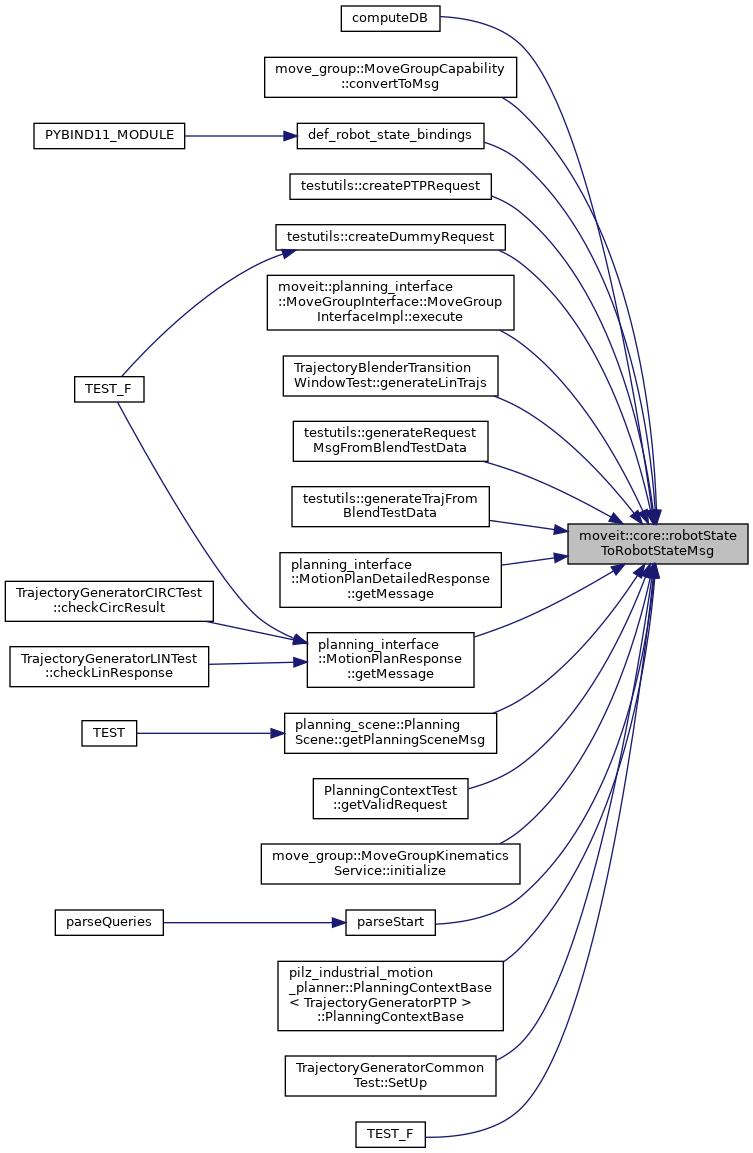 computeDB
move_group::MoveGroupCapability
::convertToMsg
PYBIND11_MODULE
def_robot_state_bindings
testutils::createPTPRequest
testutils::createDummyRequest
moveit::planning_interface
::MoveGroupInterface::MoveGroup
InterfaceImpl::execute
TrajectoryBlenderTransition
WindowTest::generateLinTrajs
TEST_F
testutils::generateRequest
MsgFromBlendTestData
testutils::generateTrajFrom
BlendTestData
moveit::core::robotState
ToRobotStateMsg
planning_interface
::MotionPlanDetailedResponse
::getMessage
TrajectoryGeneratorCIRCTest
::checkCircResult
planning_interface
::MotionPlanResponse
::getMessage
TrajectoryGeneratorLINTest
::checkLinResponse
planning_scene::Planning
Scene::getPlanningSceneMsg
TEST
PlanningContextTest
::getValidRequest
move_group::MoveGroupKinematics
Service::initialize
parseQueries
parseStart
pilz_industrial_motion
_planner::PlanningContextBase
< TrajectoryGeneratorPTP >
::PlanningContextBase
TrajectoryGeneratorCommon
Test::SetUp
TEST_F